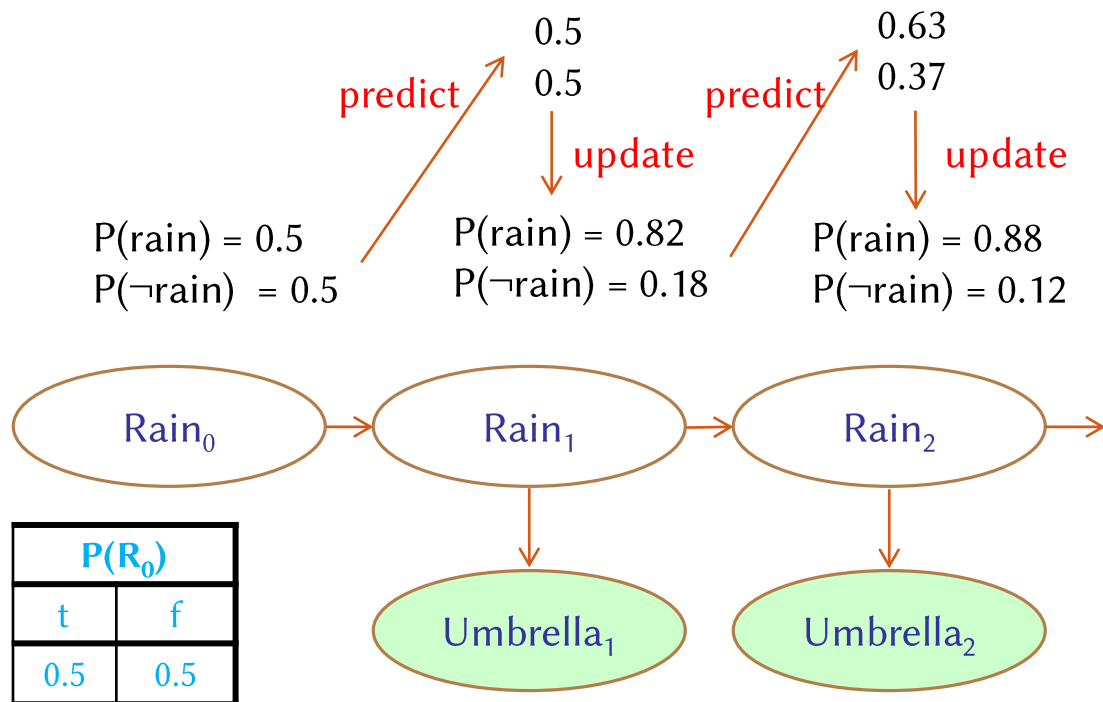 0.5
0.5
0.63
0.37
predict
predict
update
update
P(rain) = 0.5
P(¬rain) = 0.5
P(rain) = 0.82
P(¬rain) = 0.18
P(rain) = 0.88
P(¬rain) = 0.12
Rain₀
Rain₁
Rain₂
P(R₀)
t f
0.5 0.5
Umbrella₁
Umbrella₂